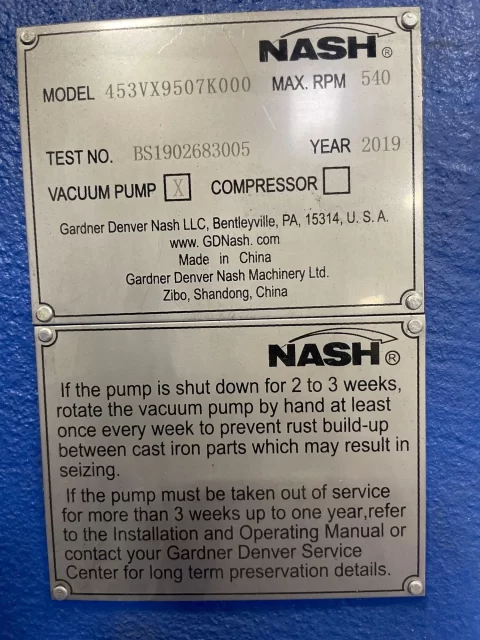 NASH®
MODEL 453VX9507K000 MAX. RPM 540
TEST NO. BS1902683005 YEAR 2019
VACUUM PUMP X COMPRESSOR
Gardner Denver Nash LLC, Bentleyville, PA, 15314, U. S. A.
www. GDNash. com
Made in China
Gardner Denver Nash Machinery Ltd.
Zibo, Shandong, China
NASH®
If the pump is shut down for 2 to 3 weeks,
rotate the vacuum pump by hand at least
once every week to prevent rust build-up
between cast iron parts which may result in
seizing.
If the pump must be taken out of service
for more than 3 weeks up to one year,refer
to the Installation and Operating Manual or
contact your Gardner Denver Service
Center for long term preservation details.